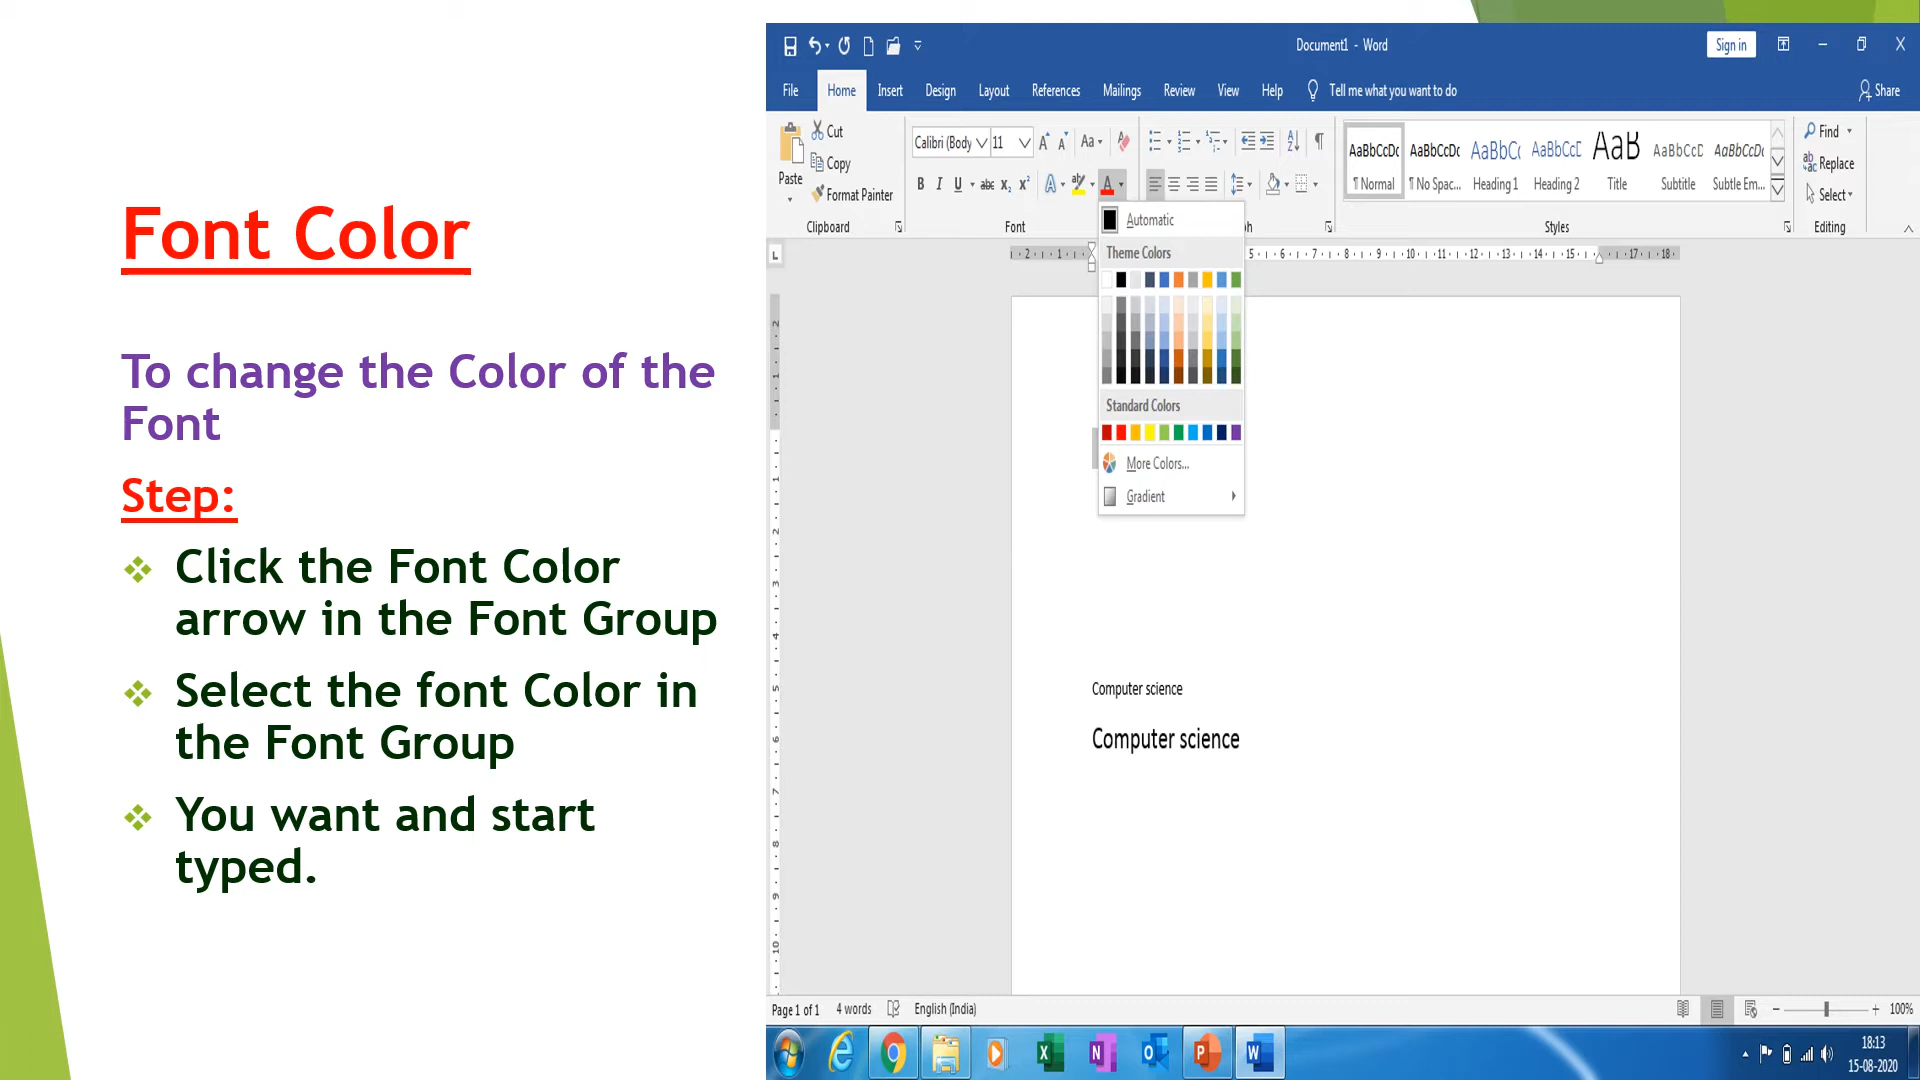 Font Color
To change the Color of the
Font
Step:
Click the Font Color
arrow in the Font Group
Select the font Color in
the Font Group
You want and start
typed.
Document1 - Word
Sign in
File Home Insert Design Layout References Mailings Review View Help Tell me what you want to do
Share
Paste
Cut
Copy
Format Painter
Clipboard
Calibri (Body 11
Font
AaBbCcDc AaBbCcDc AaBbC( AaBbCcD AaB AaBbCcD AaBbCcDc
¶ Normal ¶ No Spac... Heading 1 Heading 2 Title Subtitle Subtle Em...
Styles
Find
Replace
Select
Editing
Automatic
Theme Colors
Standard Colors
More Colors...
Gradient
Computer science
Computer science
Page 1 of 1 4 words English (India)
100%
18:13
15-08-2020